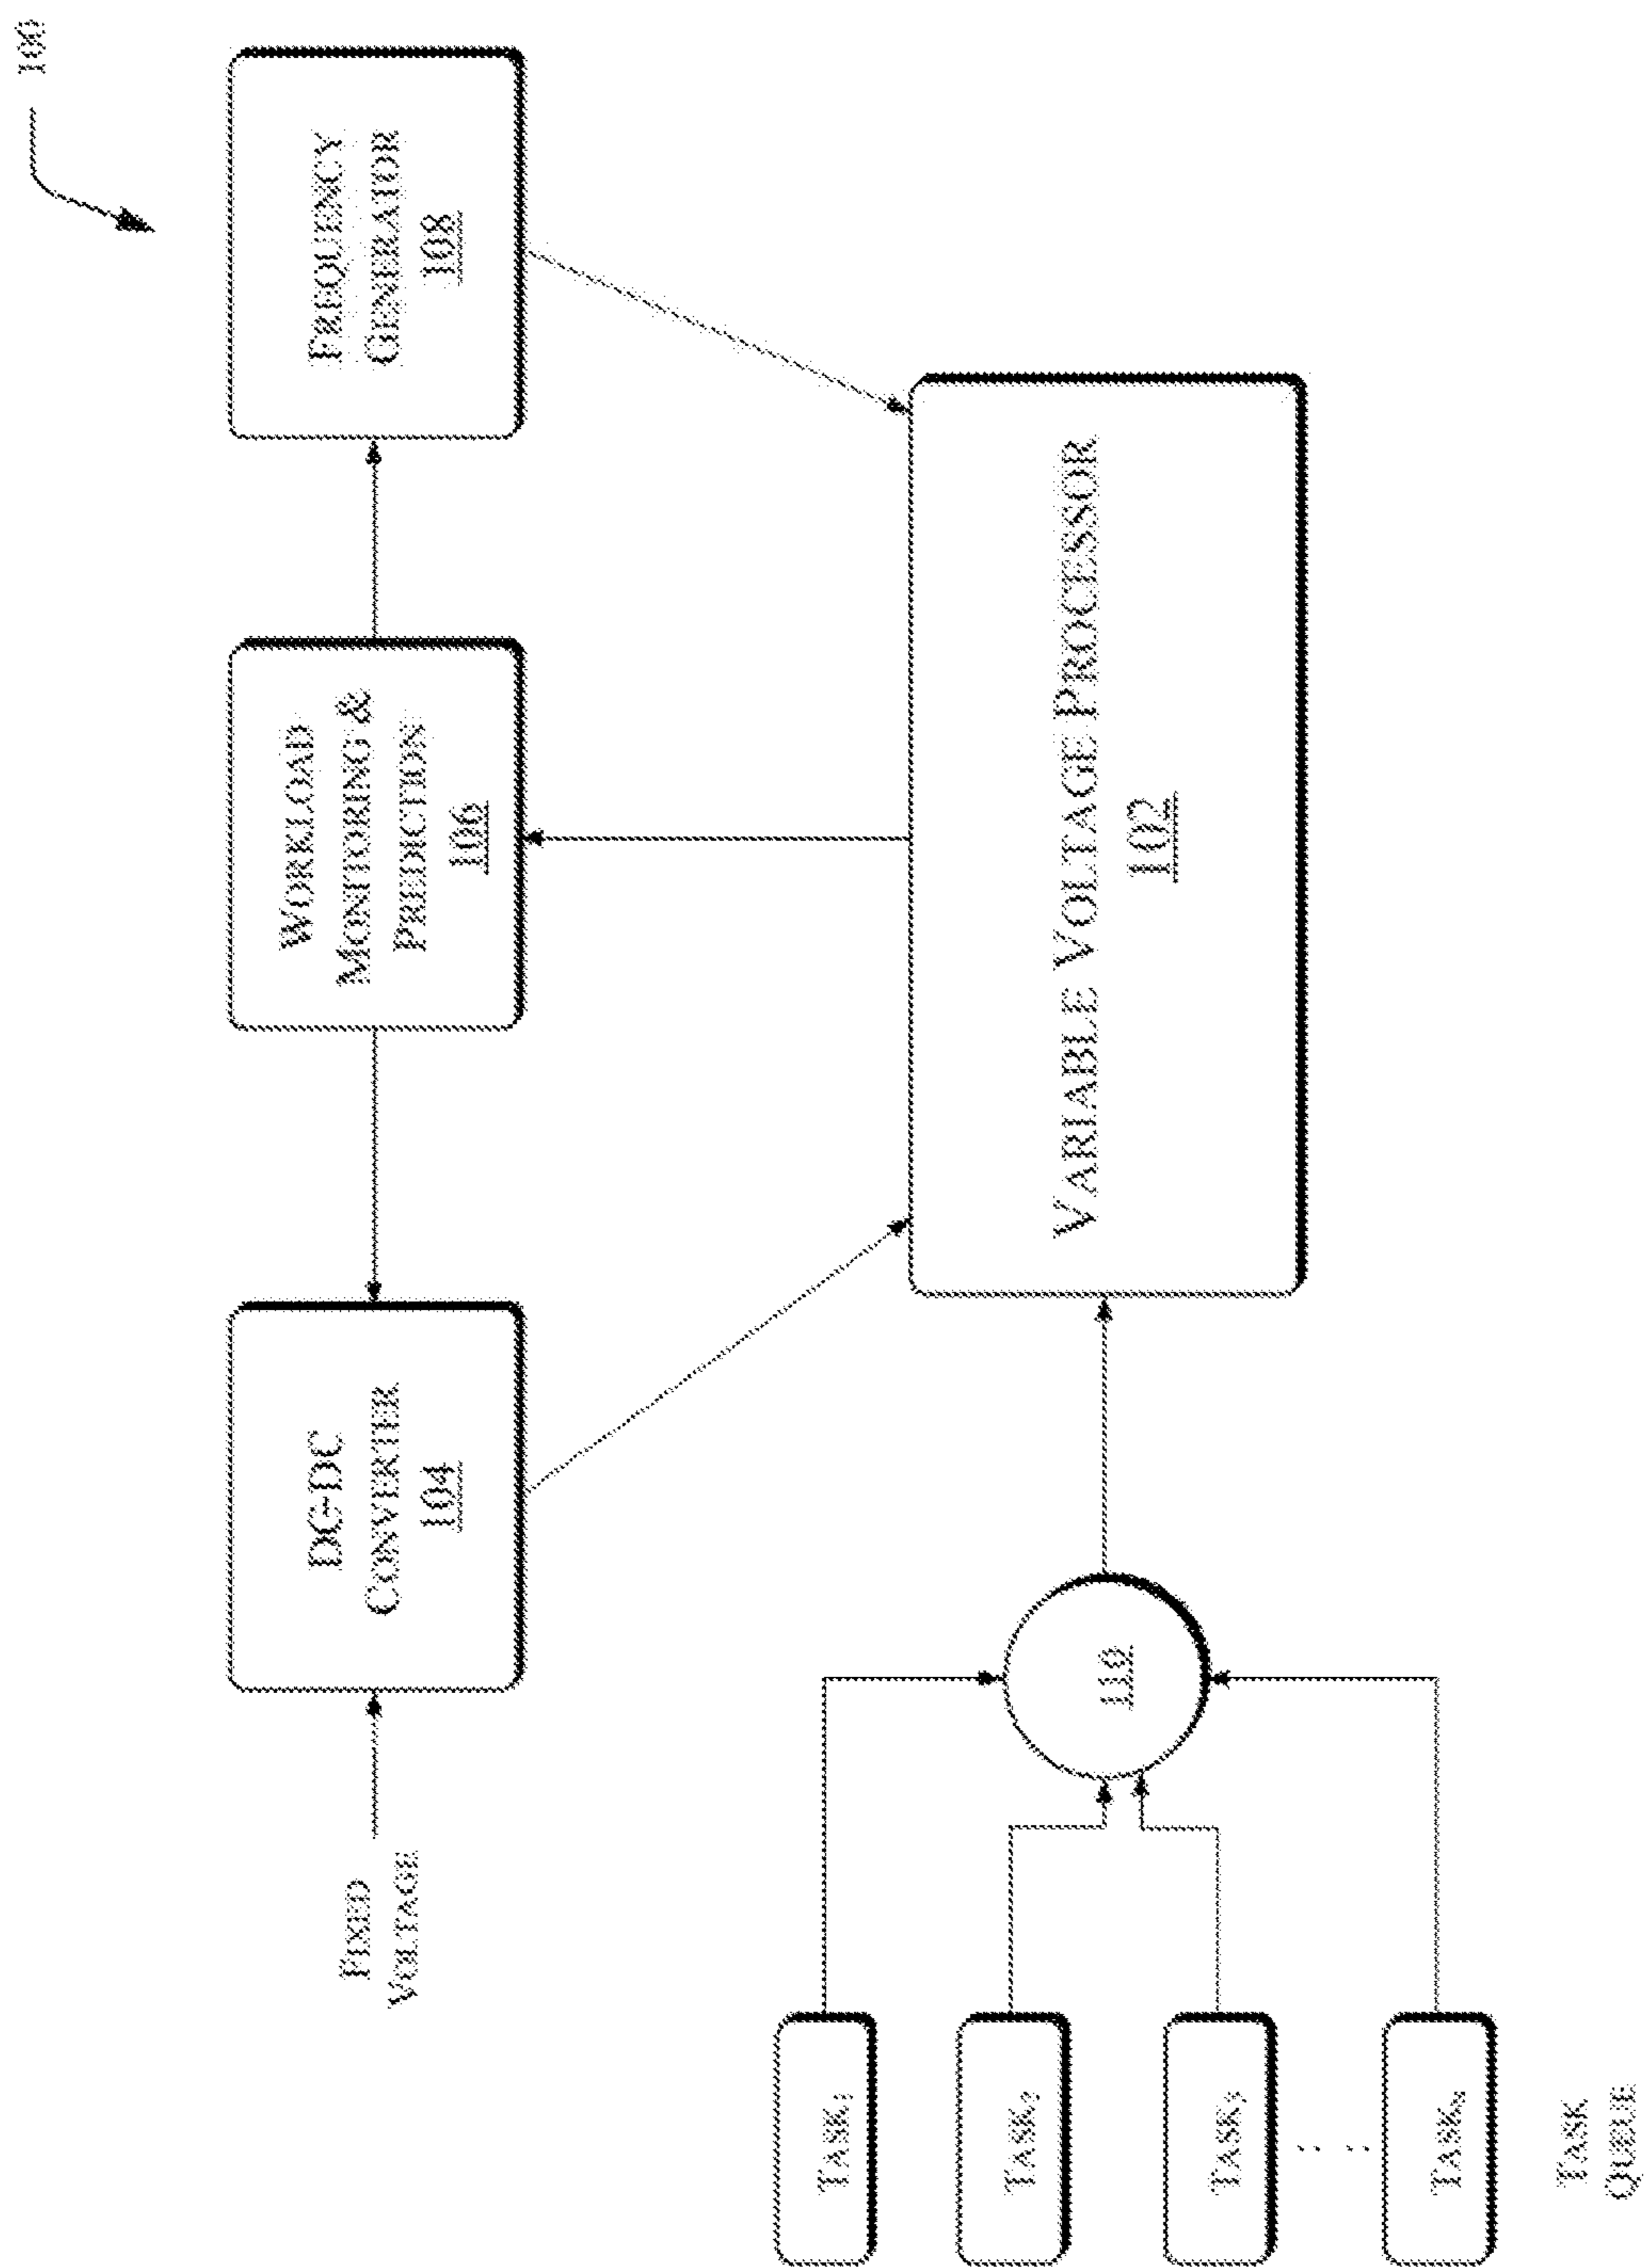 100
FIXED
VOLTAGE
DC-DC
CONVERTER
104
WORKLOAD
MONITORING &
PREDICTION
106
FREQUENCY
GENERATOR
108
TASK₁
TASK₂
TASK₃
TASKₙ
TASK
QUEUE
110
VARIABLE VOLTAGE PROCESSOR
102